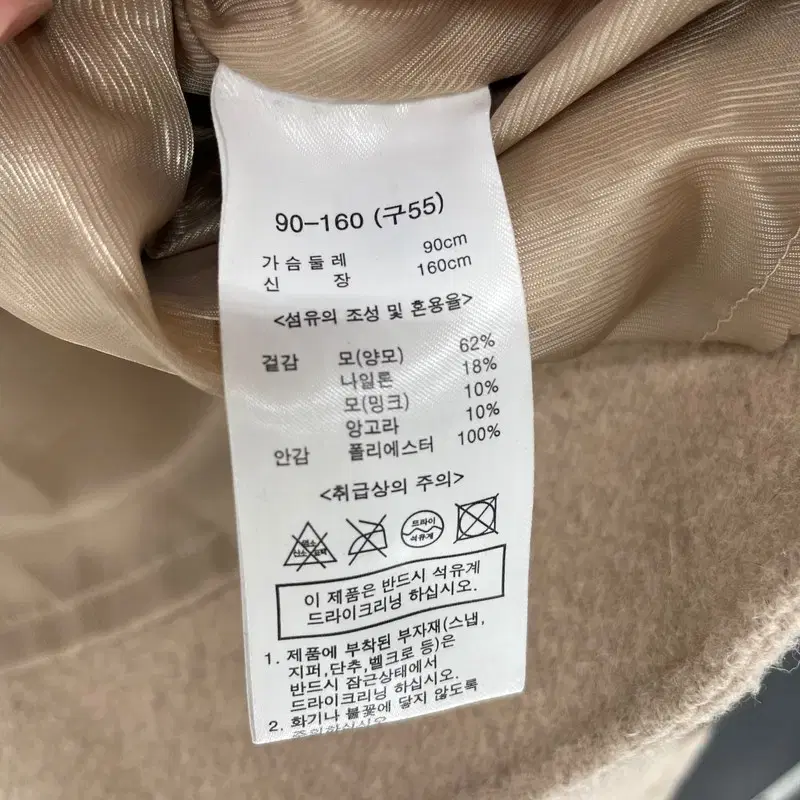 90-160 (구55)
가슴둘레 90cm
신장 160cm
<섬유의 조성 및 혼용율>
겉감 모(양모) 62%
나일론 18%
모(밍크) 10%
앙고라 10%
안감 폴리에스터 100%
<취급상의 주의>
드라이
석유계
이 제품은 반드시 석유계
드라이크리닝 하십시오.
1. 제품에 부착된 부자재(스냅,
지퍼,단추,벨크로 등)은
반드시 잠근상태에서
드라이크리닝 하십시오.
2. 화기나 불꽃에 닿지 않도록